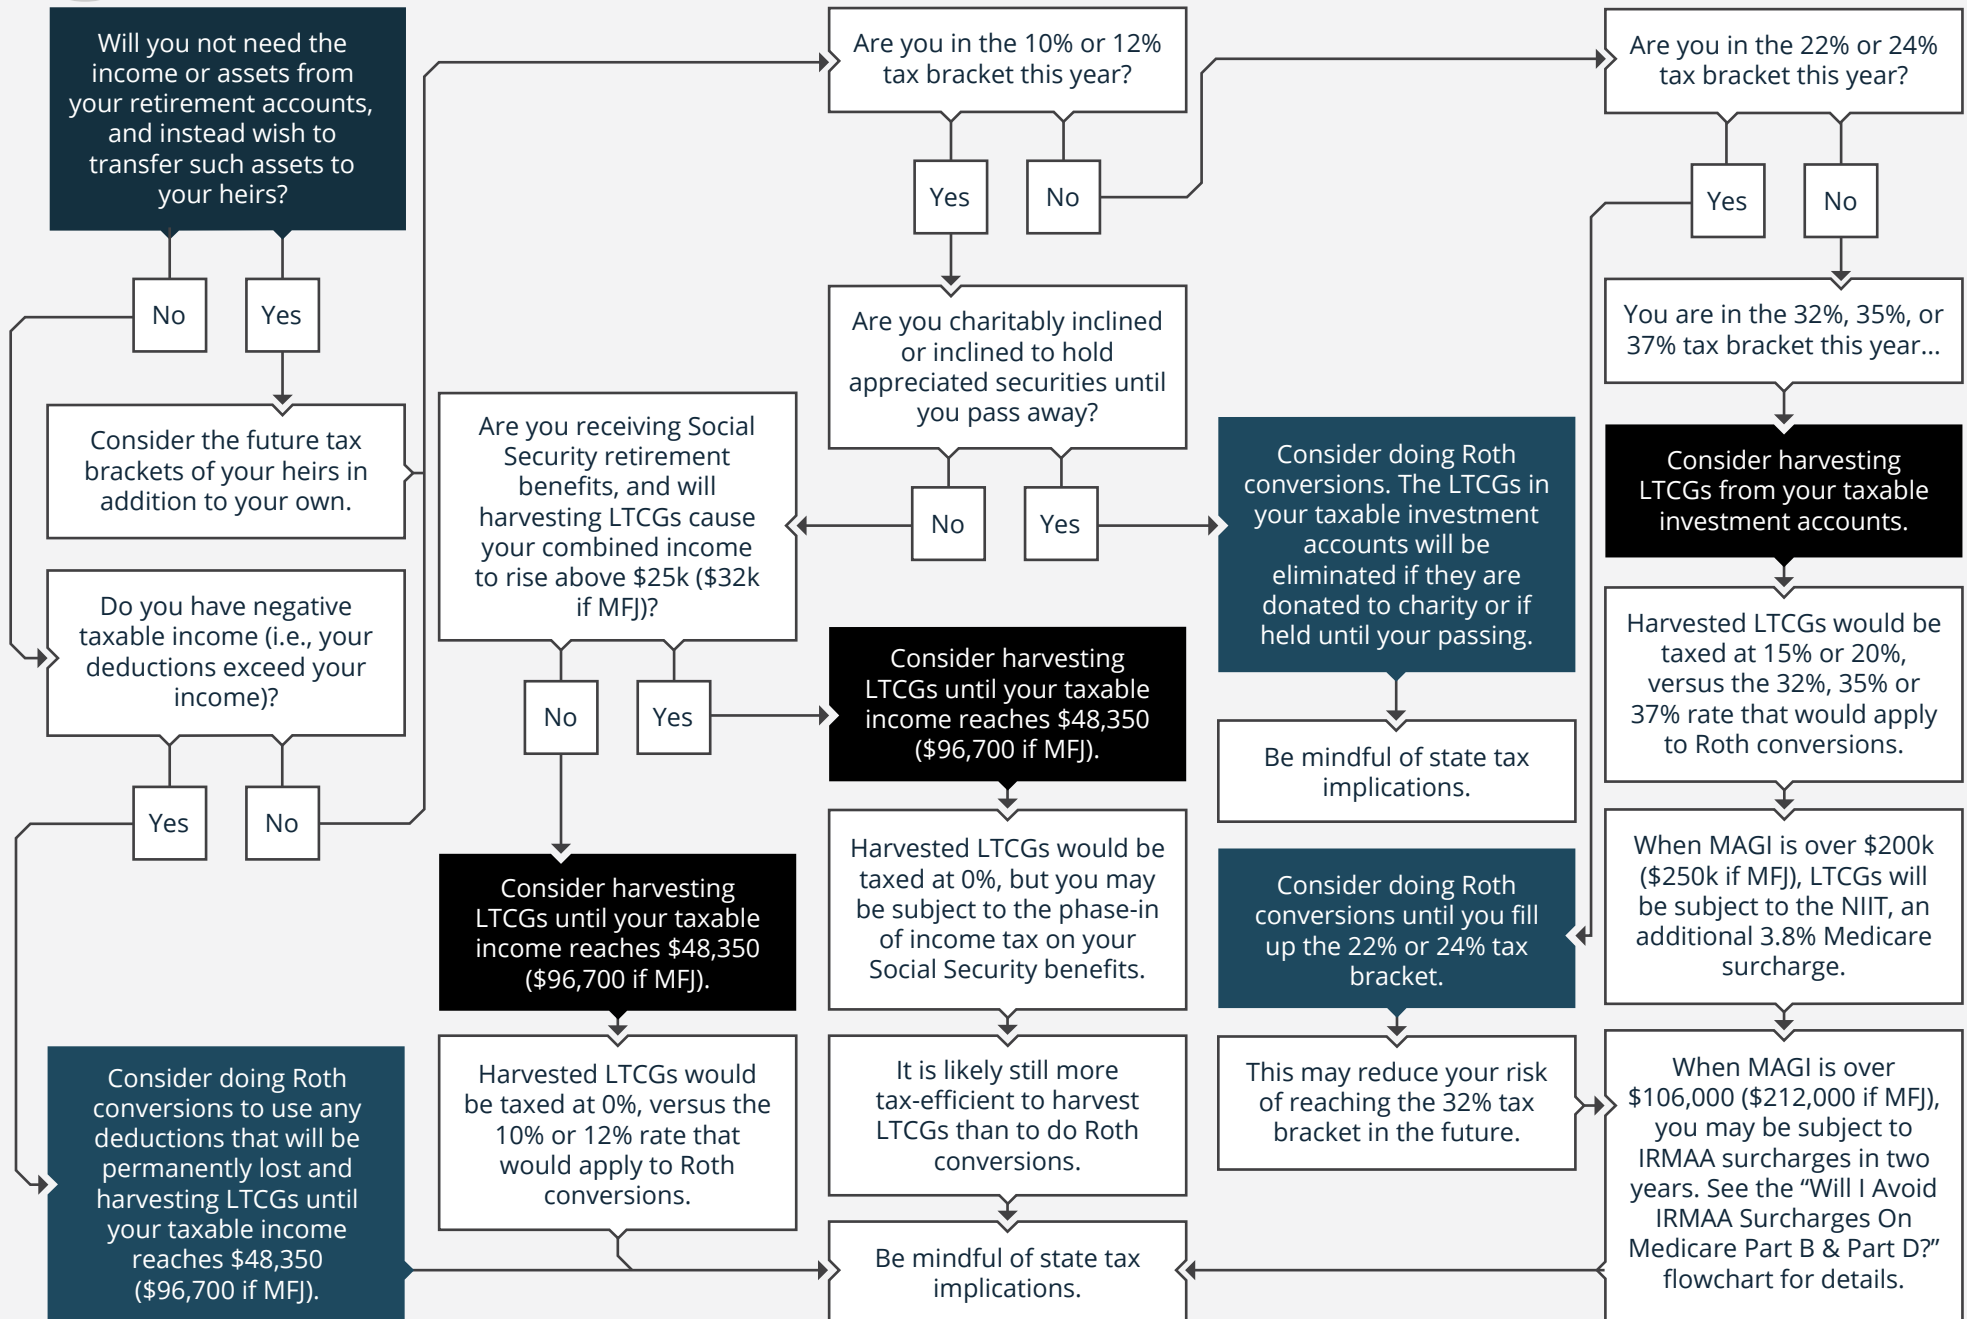 Will you not need the
income or assets from
your retirement accounts,
and instead wish to
transfer such assets to
your heirs?
No
Yes
Consider the future tax
brackets of your heirs in
addition to your own.
Do you have negative
taxable income (i.e., your
deductions exceed your
income)?
Yes
No
Consider doing Roth
conversions to use any
deductions that will be
permanently lost and
harvesting LTCGs until
your taxable income
reaches $48,350
($96,700 if MFJ).
Are you in the 10% or 12%
tax bracket this year?
Yes
No
Are you charitably inclined
or inclined to hold
appreciated securities until
you pass away?
No
Yes
Are you receiving Social
Security retirement
benefits, and will
harvesting LTCGs cause
your combined income
to rise above $25k ($32k
if MFJ)?
No
Yes
Consider harvesting
LTCGs until your taxable
income reaches $48,350
($96,700 if MFJ).
Harvested LTCGs would
be taxed at 0%, versus the
10% or 12% rate that
would apply to Roth
conversions.
Consider harvesting
LTCGs until your taxable
income reaches $48,350
($96,700 if MFJ).
Harvested LTCGs would be
taxed at 0%, but you may
be subject to the phase-in
of income tax on your
Social Security benefits.
It is likely still more
tax-efficient to harvest
LTCGs than to do Roth
conversions.
Be mindful of state tax
implications.
Consider doing Roth
conversions. The LTCGs in
your taxable investment
accounts will be
eliminated if they are
donated to charity or if
held until your passing.
Be mindful of state tax
implications.
Consider doing Roth
conversions until you fill
up the 22% or 24% tax
bracket.
This may reduce your risk
of reaching the 32% tax
bracket in the future.
Are you in the 22% or 24%
tax bracket this year?
Yes
No
You are in the 32%, 35%, or
37% tax bracket this year...
Consider harvesting
LTCGs from your taxable
investment accounts.
Harvested LTCGs would be
taxed at 15% or 20%,
versus the 32%, 35% or
37% rate that would apply
to Roth conversions.
When MAGI is over $200k
($250k if MFJ), LTCGs will
be subject to the NIIT, an
additional 3.8% Medicare
surcharge.
When MAGI is over
$106,000 ($212,000 if MFJ),
you may be subject to
IRMAA surcharges in two
years. See the “Will I Avoid
IRMAA Surcharges On
Medicare Part B & Part D?”
flowchart for details.